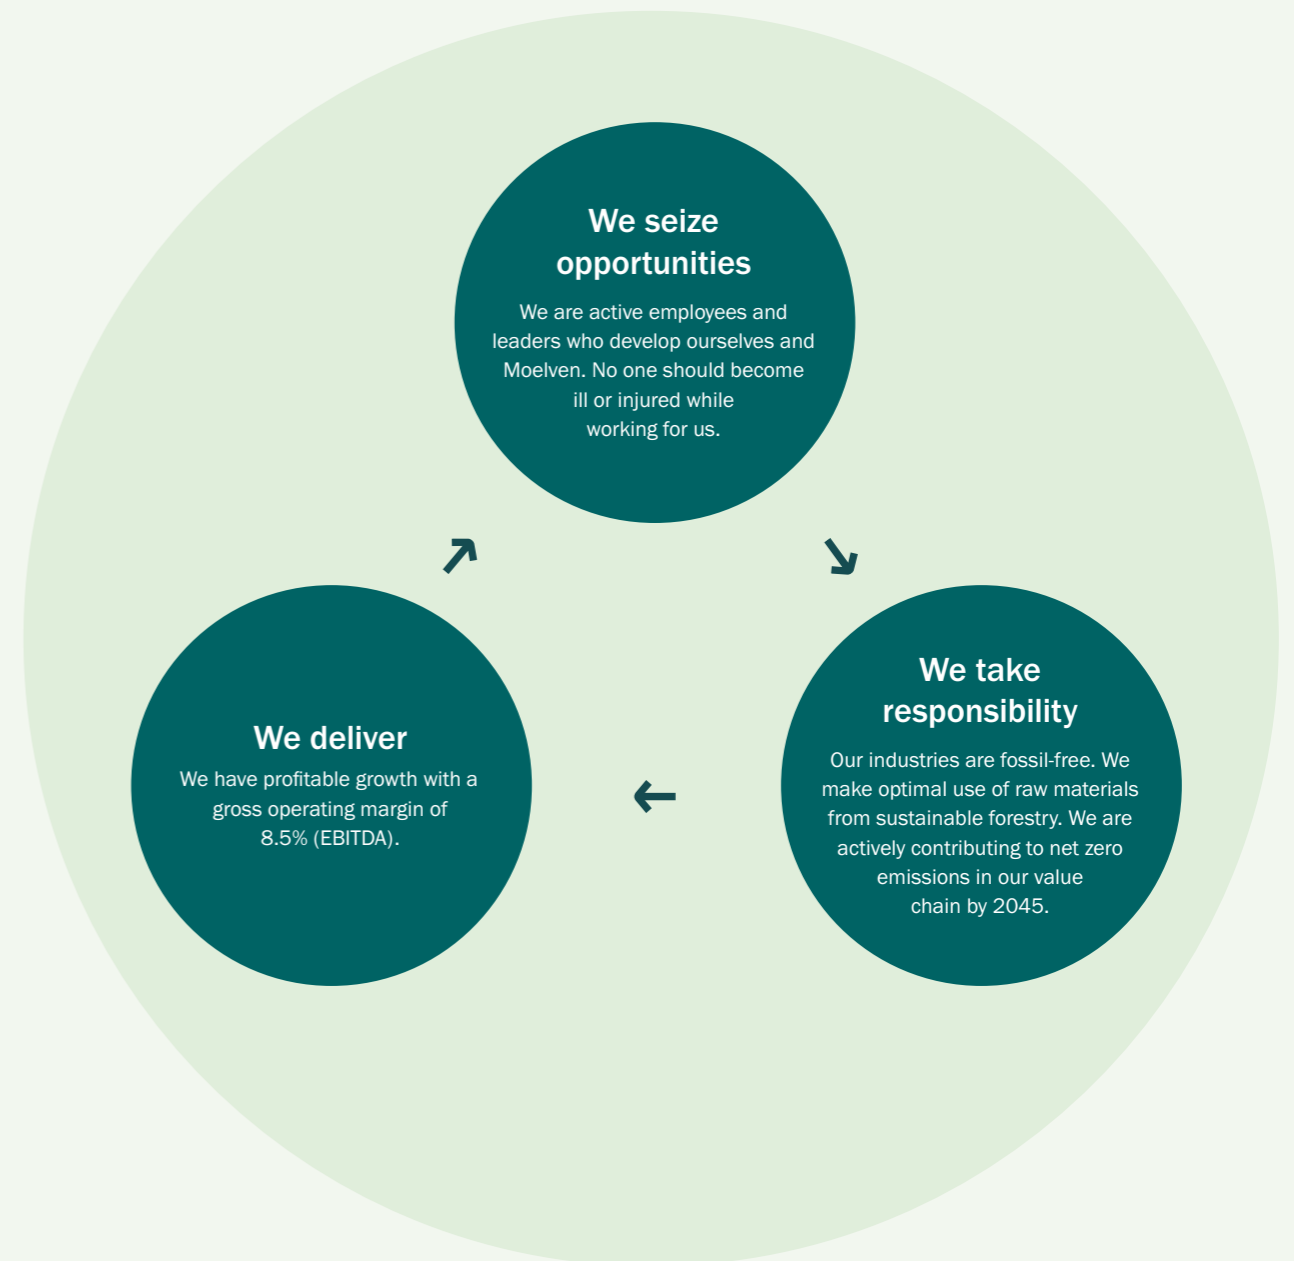 We seize
opportunities
We are active employees and
leaders who develop ourselves and
Moelven. No one should become
ill or injured while
working for us.
We take
responsibility
Our industries are fossil-free. We
make optimal use of raw materials
from sustainable forestry. We are
actively contributing to net zero
emissions in our value
chain by 2045.
We deliver
We have profitable growth with a
gross operating margin of
8.5% (EBITDA).